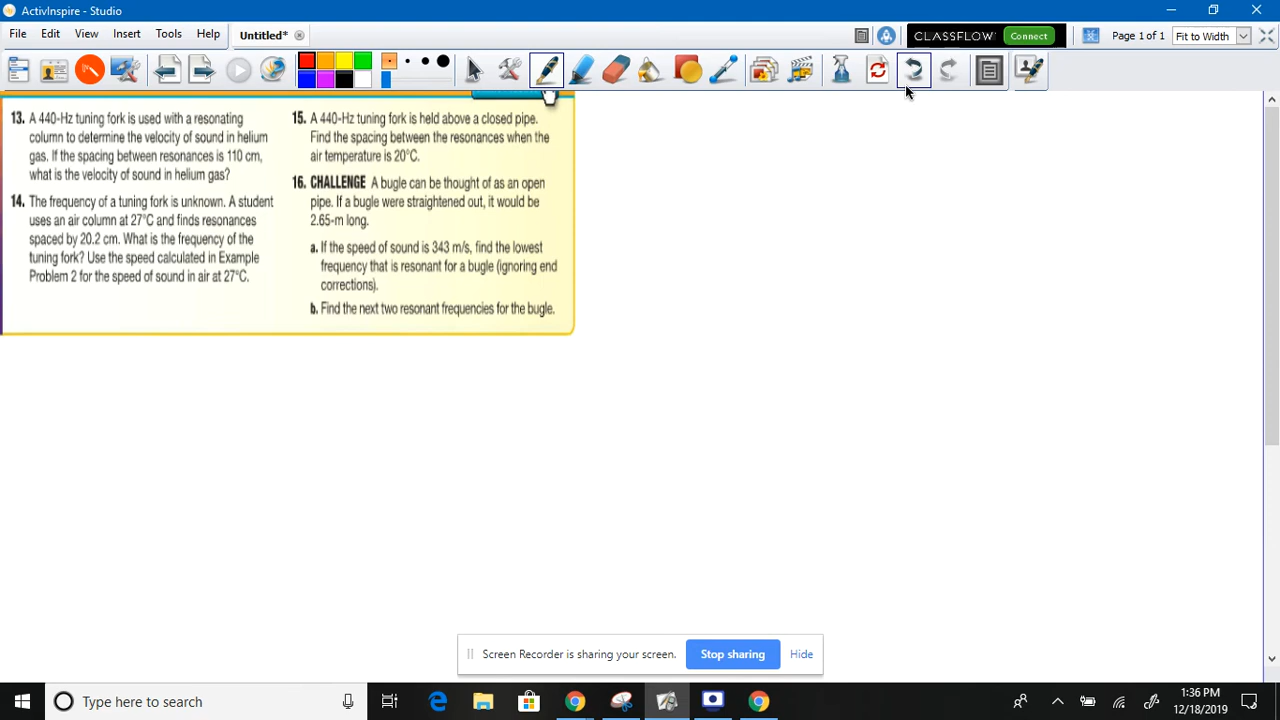 ActivInspire - Studio
File Edit View Insert Tools Help Untitled*
CLASSFLOW Connect Page 1 of 1 Fit to Width
13. A 440-Hz tuning fork is used with a resonating
column to determine the velocity of sound in helium
gas. If the spacing between resonances is 110 cm,
what is the velocity of sound in helium gas?
14. The frequency of a tuning fork is unknown. A student
uses an air column at 27°C and finds resonances
spaced by 20.2 cm. What is the frequency of the
tuning fork? Use the speed calculated in Example
Problem 2 for the speed of sound in air at 27°C.
15. A 440-Hz tuning fork is held above a closed pipe.
Find the spacing between the resonances when the
air temperature is 20°C.
16. CHALLENGE A bugle can be thought of as an open
pipe. If a bugle were straightened out, it would be
2.65-m long.
a. If the speed of sound is 343 m/s, find the lowest
frequency that is resonant for a bugle (ignoring end
corrections).
b. Find the next two resonant frequencies for the bugle.
Screen Recorder is sharing your screen. Stop sharing Hide
Type here to search
1:36 PM
12/18/2019